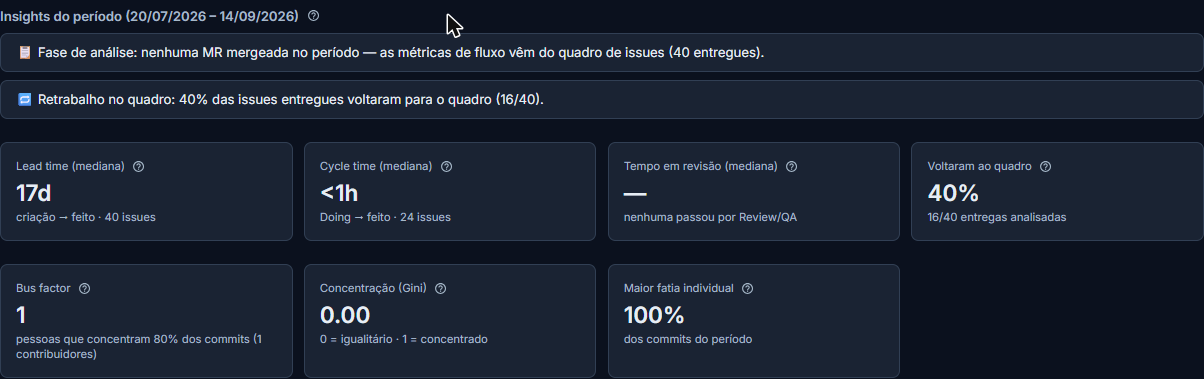 Insights do período (20/07/2026 – 14/09/2026)
Fase de análise: nenhuma MR mergeada no período — as métricas de fluxo vêm do quadro de issues (40 entregues).
Retrabalho no quadro: 40% das issues entregues voltaram para o quadro (16/40).
Lead time (mediana)
17d
criação → feito · 40 issues
Cycle time (mediana)
<1h
Doing → feito · 24 issues
Tempo em revisão (mediana)
—
nenhuma passou por Review/QA
Voltaram ao quadro
40%
16/40 entregas analisadas
Bus factor
1
pessoas que concentram 80% dos commits (1
contribuidores)
Concentração (Gini)
0.00
0 = igualitário · 1 = concentrado
Maior fatia individual
100%
dos commits do período